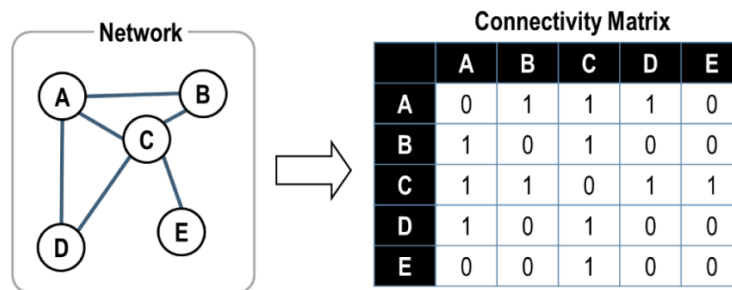 Network
A
B
C
D
E
Connectivity Matrix
A B C D E
A 0 1 1 1 0
B 1 0 1 0 0
C 1 1 0 1 1
D 1 0 1 0 0
E 0 0 1 0 0